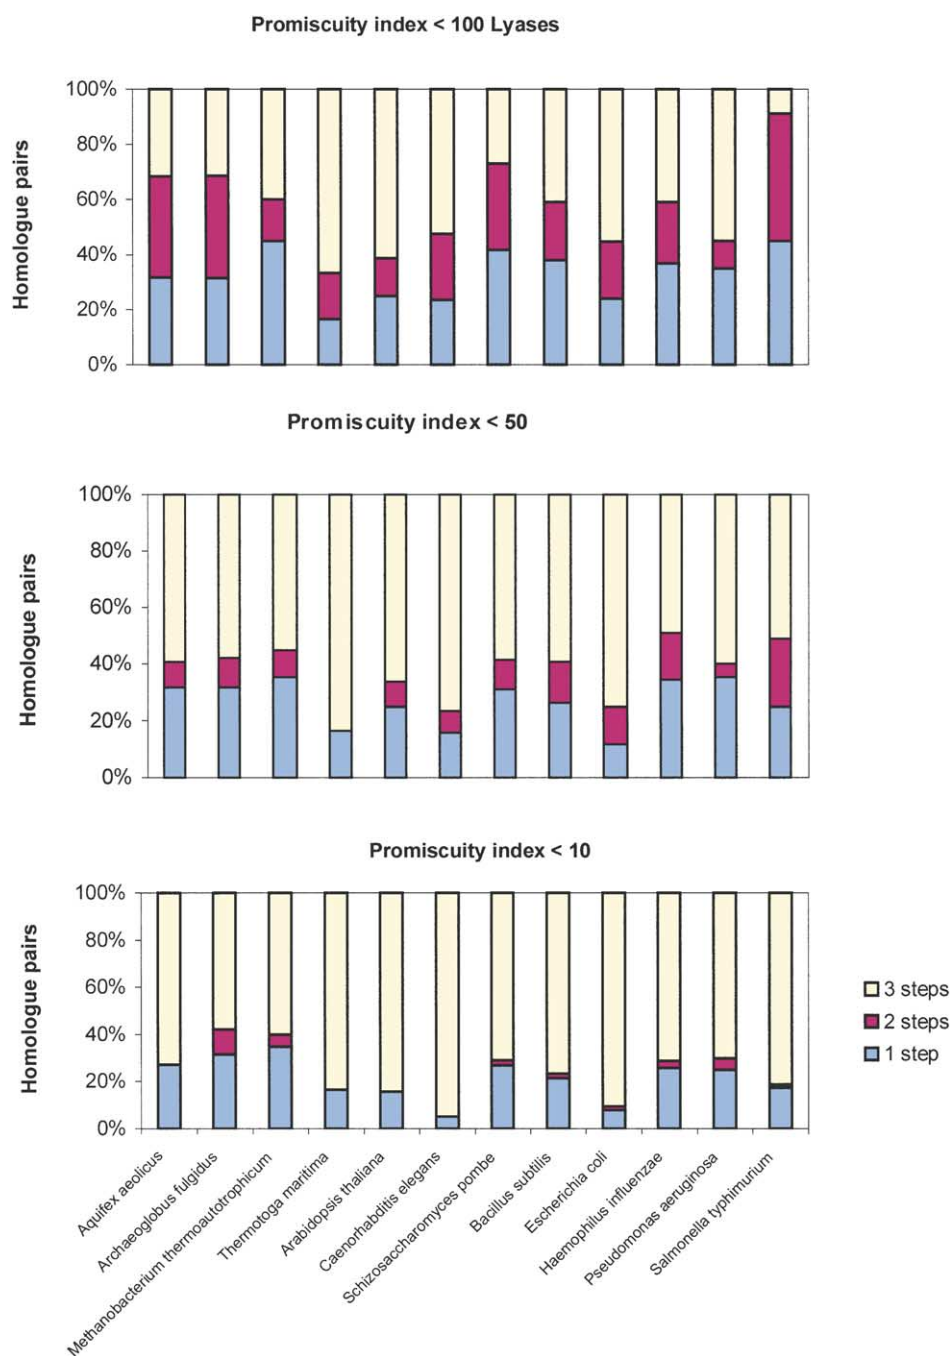 Promiscuity index < 100 Lyases
Homologue pairs
100%
80%
60%
40%
20%
0%
Promiscuity index < 50
Homologue pairs
100%
80%
60%
40%
20%
0%
Promiscuity index < 10
Homologue pairs
100%
80%
60%
40%
20%
0%
3 steps
2 steps
1 step
Aquifex aeolicus
Archaeoglobus fulgidus
Methanobacterium thermoautotrophicum
Thermotoga maritima
Arabidopsis thaliana
Caenorhabditis elegans
Schizosaccharomyces pombe
Bacillus subtilis
Escherichia coli
Haemophilus influenzae
Pseudomonas aeruginosa
Salmonella typhimurium